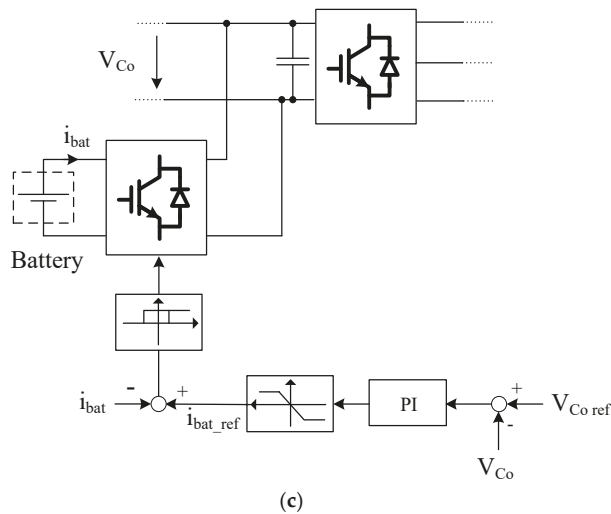 V_Co
i_bat
Battery
i_bat - + i_bat_ref PI + V_Co ref
-
V_Co
(c)